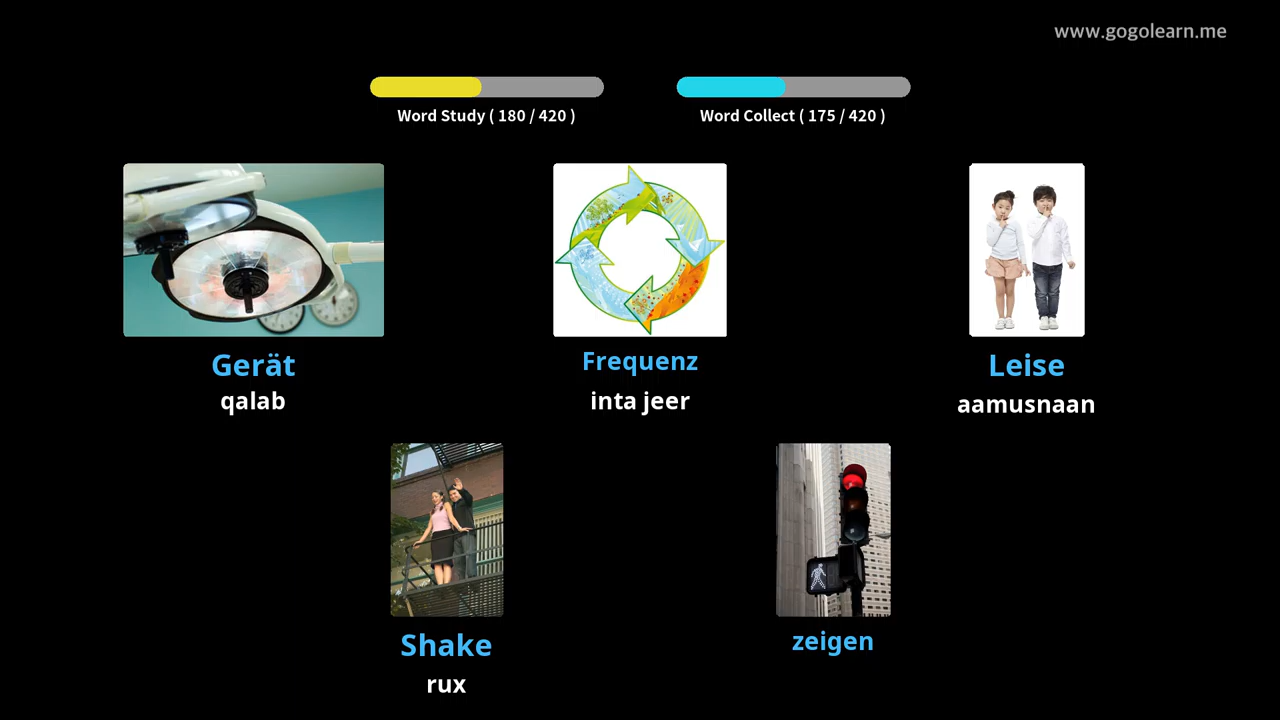 www.gogolearn.me
Word Study ( 180 / 420 )
Word Collect ( 175 / 420 )
Gerät
qalab
Frequenz
inta jeer
Leise
aamusnaan
Shake
rux
zeigen